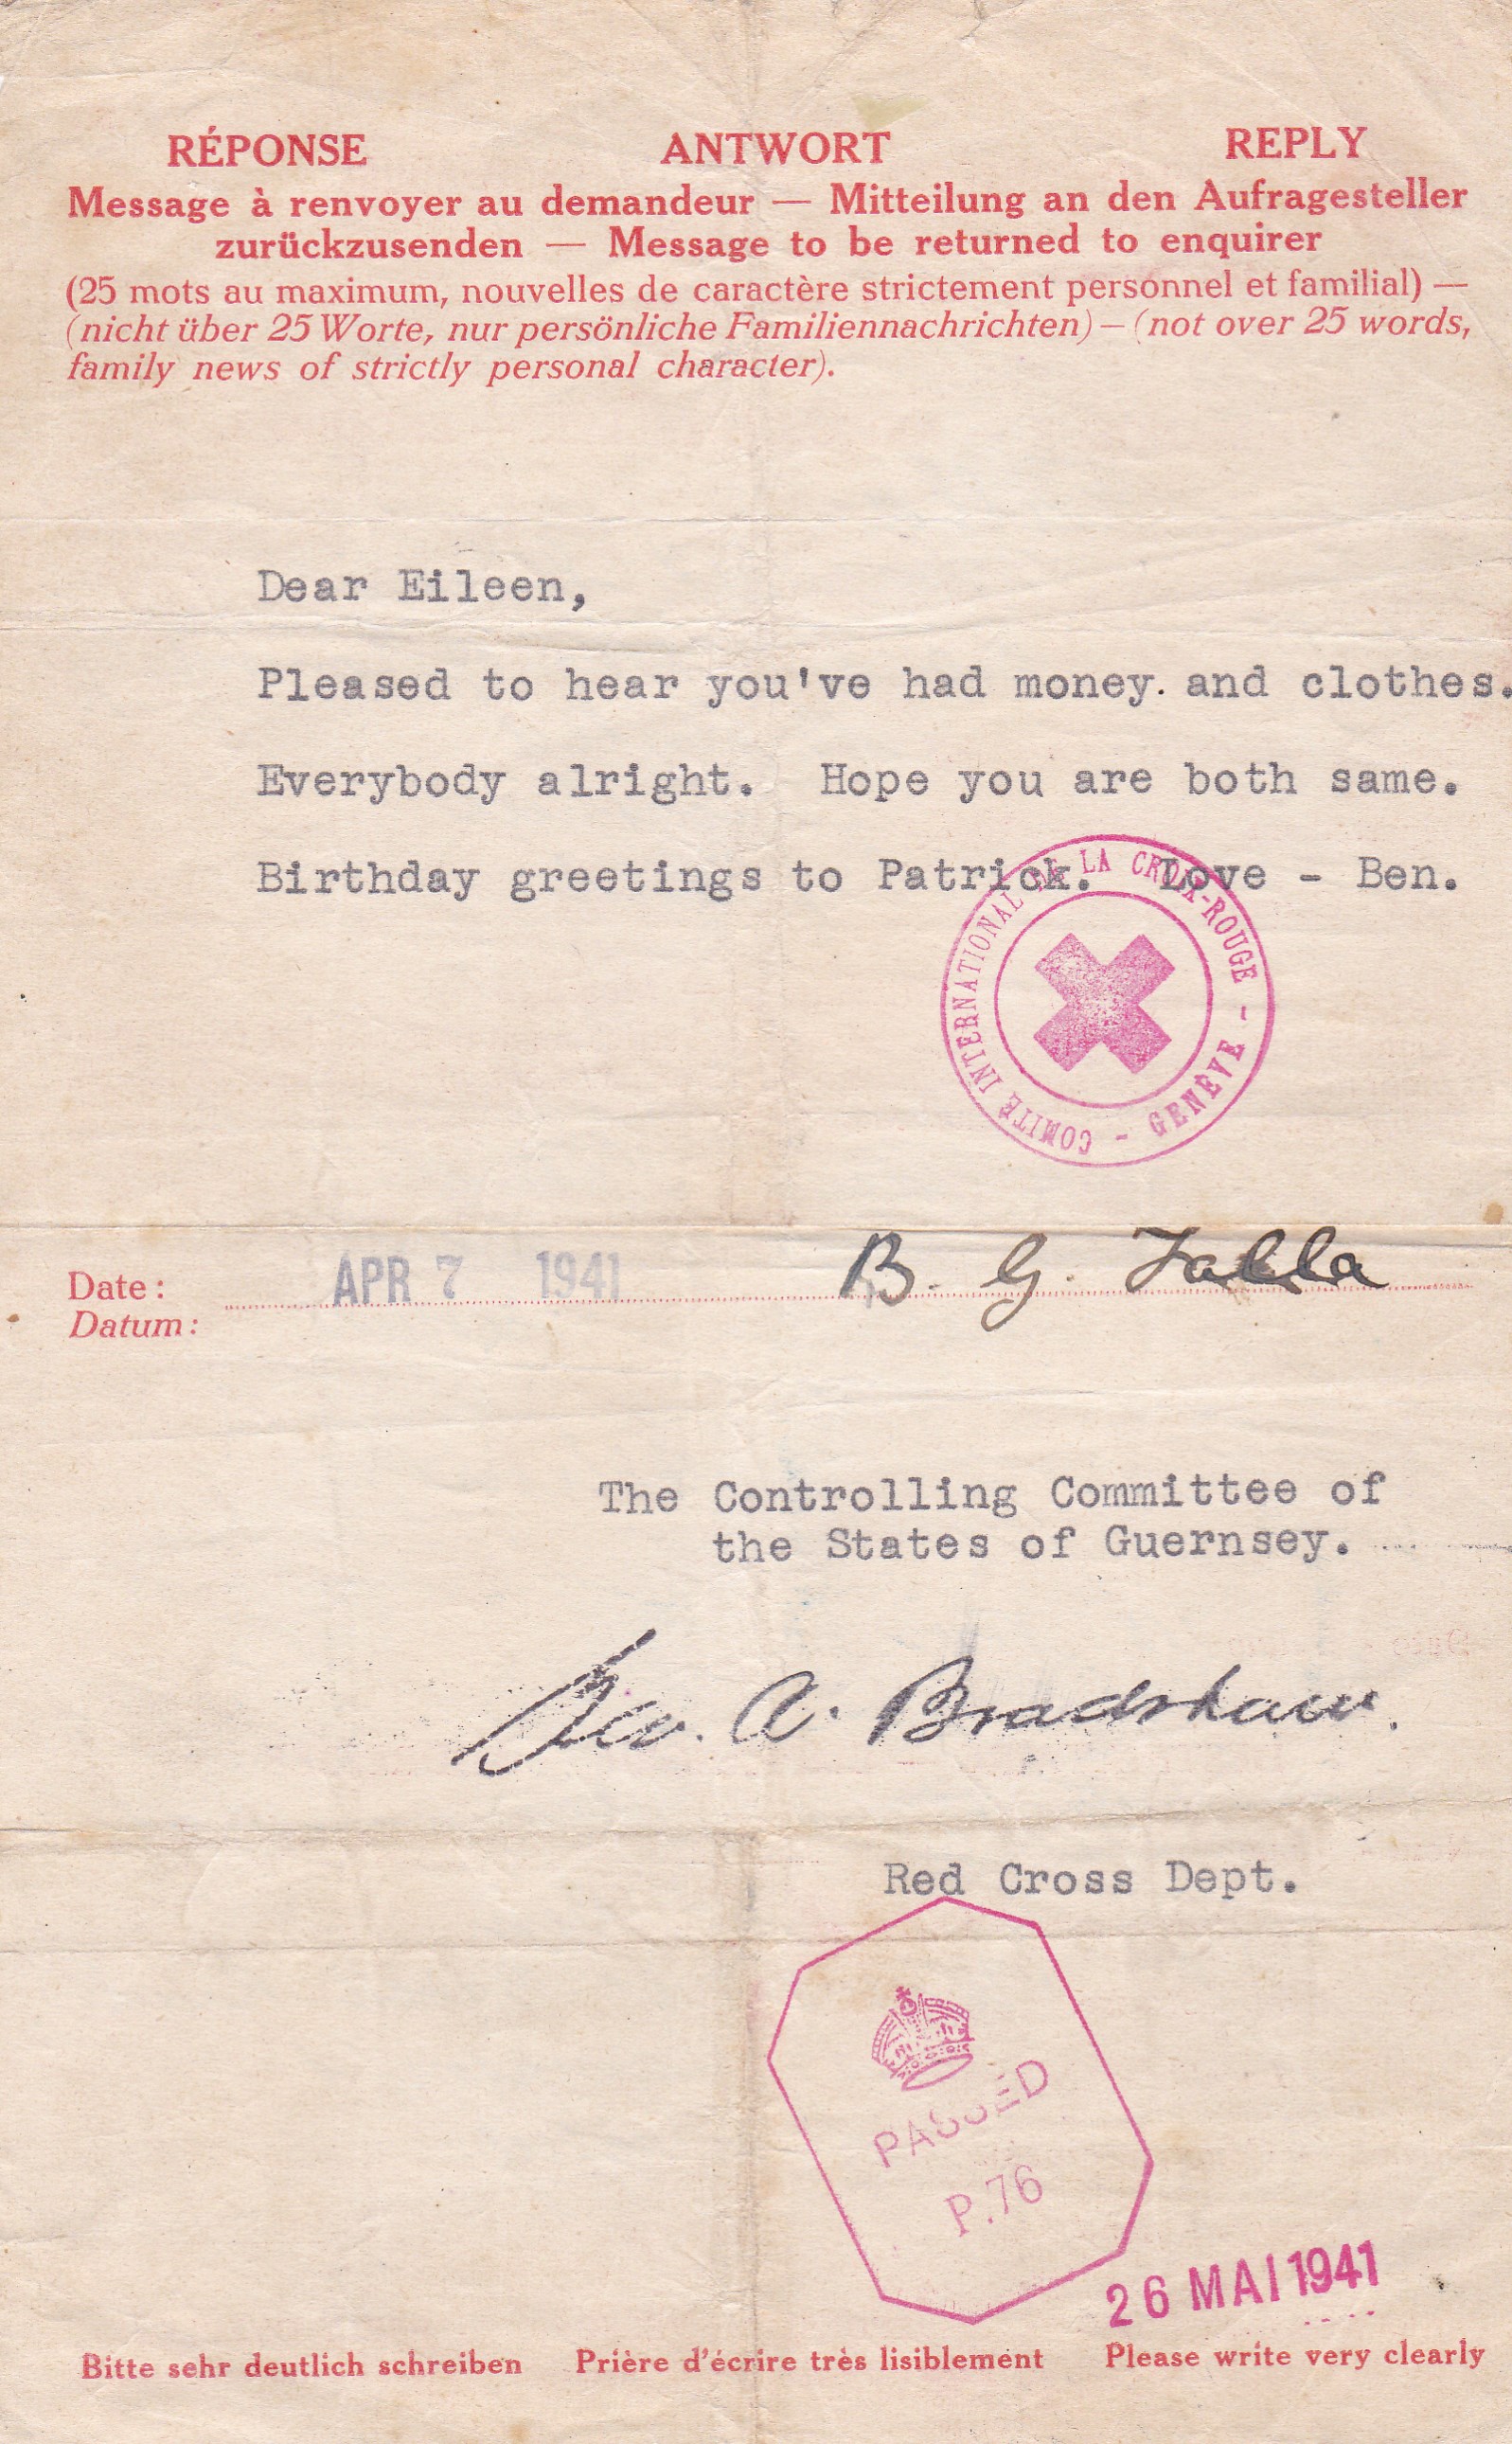 RÉPONSE ANTWORT REPLY
Message à renvoyer au demandeur — Mitteilung an den Aufragesteller
zurückzusenden — Message to be returned to enquirer
(25 mots au maximum, nouvelles de caractère strictement personnel et familial) —
(nicht über 25 Worte, nur persönliche Familiennachrichten) — (not over 25 words,
family news of strictly personal character).
Dear Eileen,
Pleased to hear you've had money. and clothes.
Everybody alright. Hope you are both same.
Birthday greetings to Patrick. Love - Ben.
COMITÉ INTERNATIONAL DE LA CROIX-ROUGE - GENÈVE -
Date: APR 7 1941 B. G.
Datum:
The Controlling Committee of
the States of Guernsey.
A. Bradshaw.
Red Cross Dept.
PASSED
P.76
26 MAI 1941
Bitte sehr deutlich schreiben Prière d'écrire très lisiblement Please write very clearly